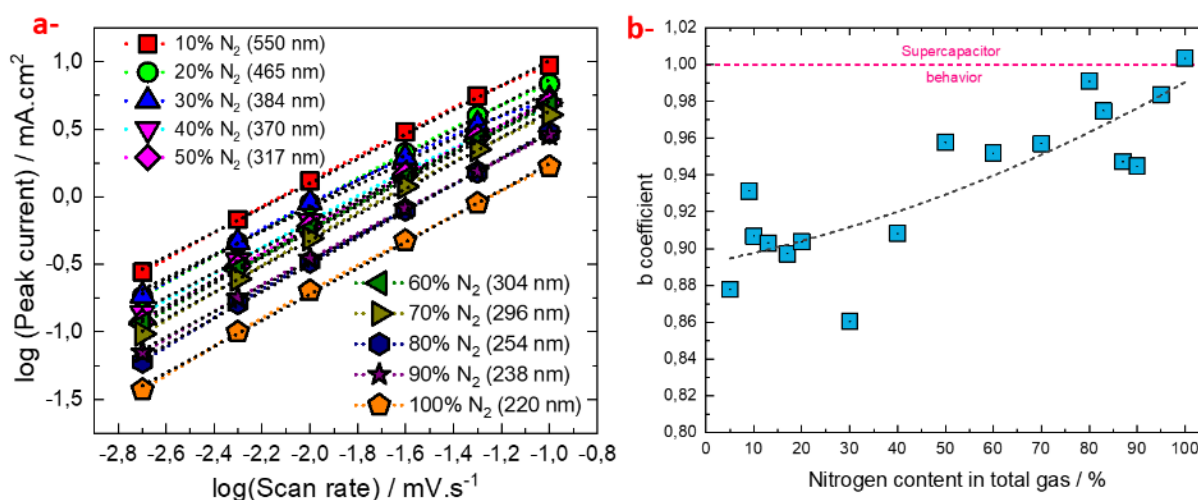 a-
10% N₂ (550 nm)
20% N₂ (465 nm)
30% N₂ (384 nm)
40% N₂ (370 nm)
50% N₂ (317 nm)
60% N₂ (304 nm)
70% N₂ (296 nm)
80% N₂ (254 nm)
90% N₂ (238 nm)
100% N₂ (220 nm)
log (Peak current) / mA.cm²
1,0
0,5
0,0
-0,5
-1,0
-1,5
-2,8 -2,6 -2,4 -2,2 -2,0 -1,8 -1,6 -1,4 -1,2 -1,0 -0,8
log(Scan rate) / mV.s⁻¹
b-
Supercapacitor
behavior
b coefficient
1,02
1,00
0,98
0,96
0,94
0,92
0,90
0,88
0,86
0,84
0,82
0,80
0 10 20 30 40 50 60 70 80 90 100
Nitrogen content in total gas / %